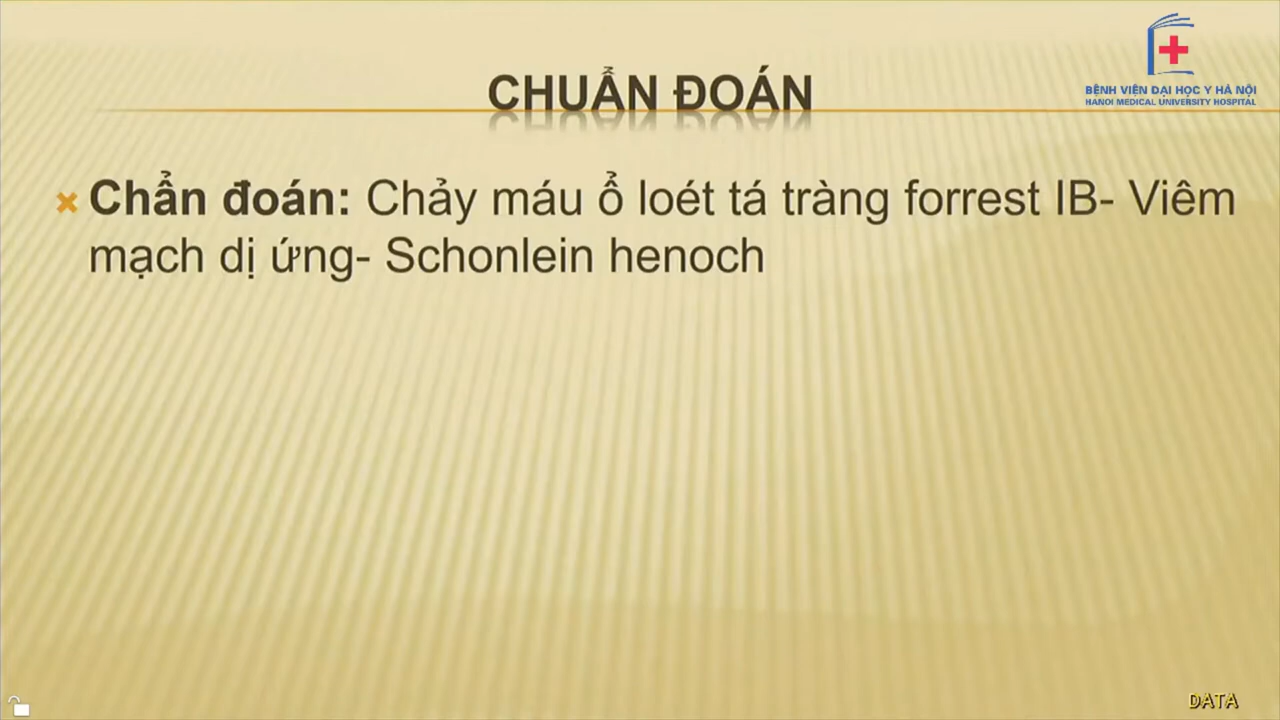 BỆNH VIỆN ĐẠI HỌC Y HÀ NỘI
HANOI MEDICAL UNIVERSITY HOSPITAL
CHUẨN ĐOÁN
Chẩn đoán: Chảy máu ổ loét tá tràng forrest IB- Viêm
mạch dị ứng- Schonlein henoch
DATA